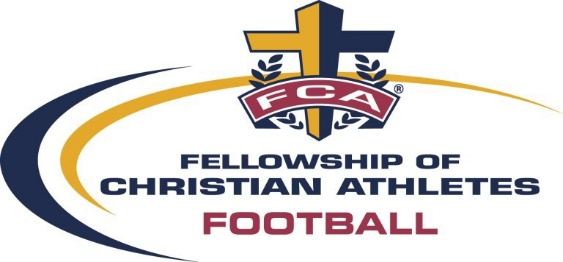 FCA®
FELLOWSHIP OF
CHRISTIAN ATHLETES
FOOTBALL